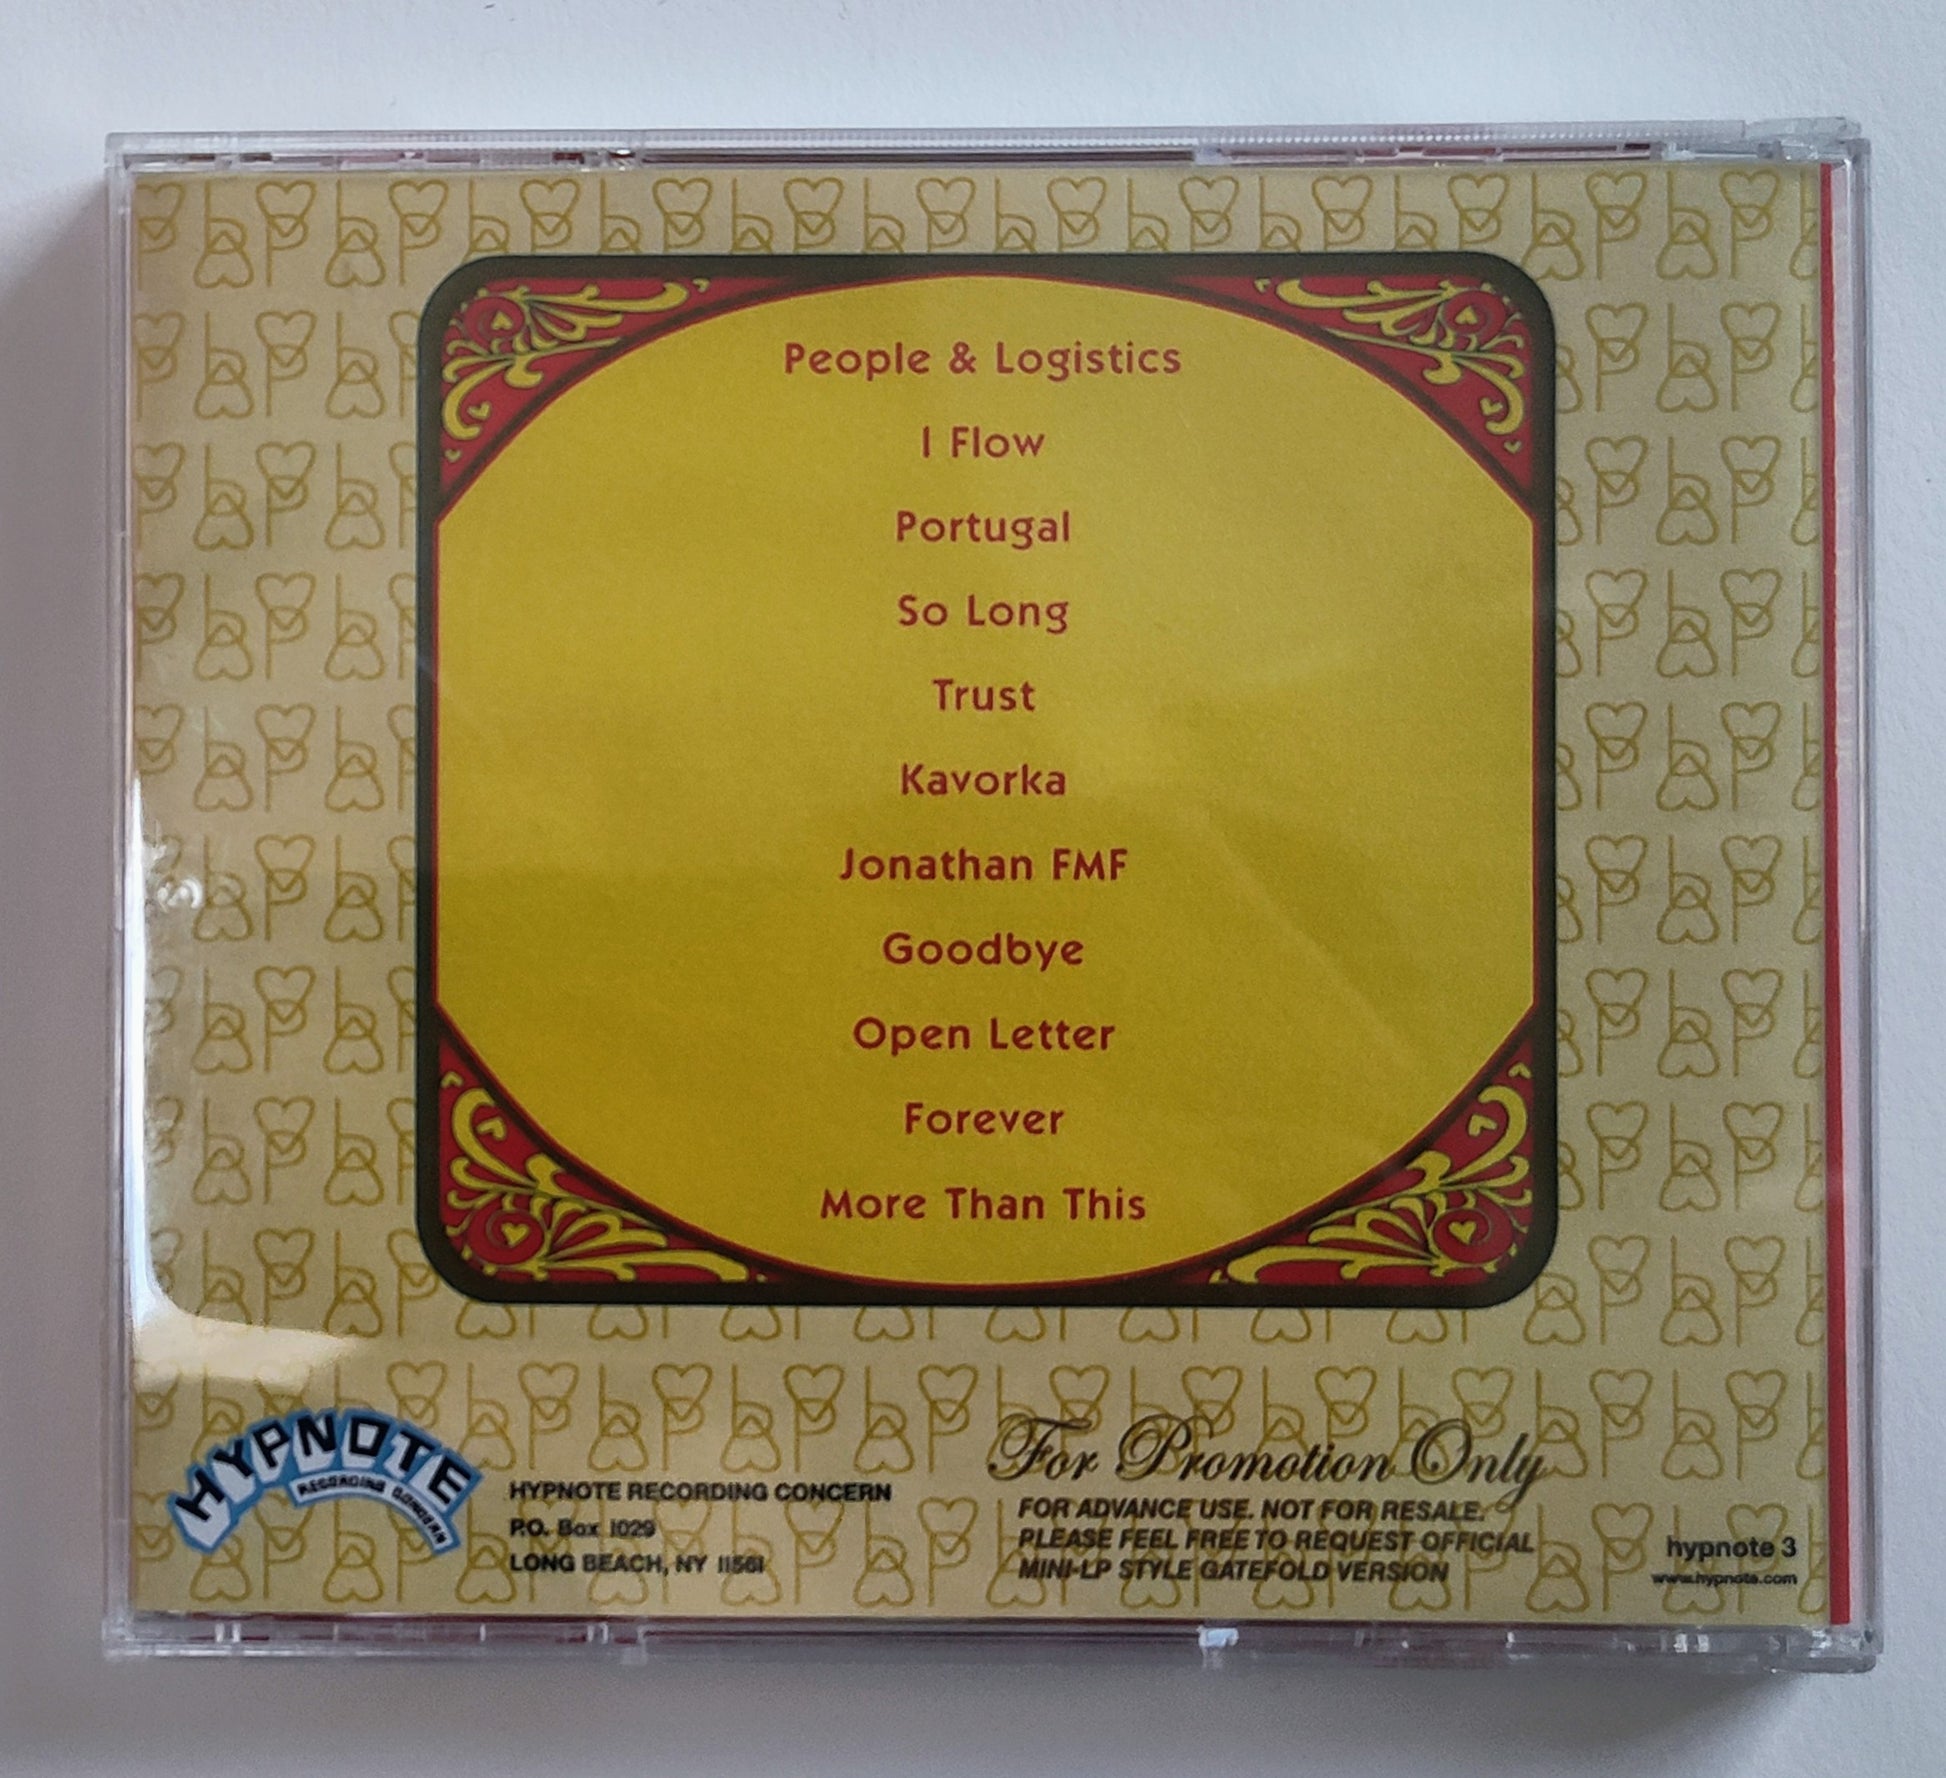 People & Logistics
I Flow
Portugal
So Long
Trust
Kavorka
Jonathan FMF
Goodbye
Open Letter
Forever
More Than This
HYPNOTE
RECORDING CONCERN
HYPNOTE RECORDING CONCERN
P.O. Box 1029
LONG BEACH, NY 11561
For Promotion Only
FOR ADVANCE USE. NOT FOR RESALE.
PLEASE FEEL FREE TO REQUEST OFFICIAL
MINI-LP STYLE GATEFOLD VERSION
hypnote 3
www.hypnote.com